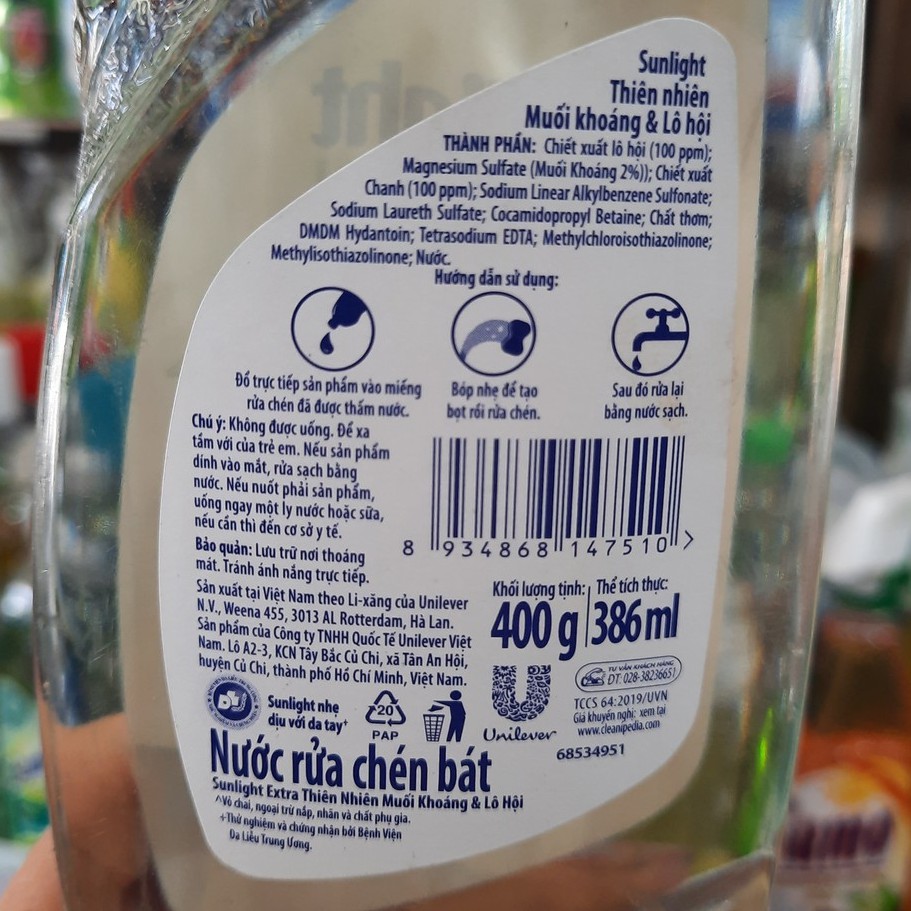 Sunlight
Thiên nhiên
Muối khoáng & Lô hội
THÀNH PHẦN: Chiết xuất lô hội (100 ppm);
Magnesium Sulfate (Muối Khoáng 2%)); Chiết xuất
Chanh (100 ppm); Sodium Linear Alkylbenzene Sulfonate;
Sodium Laureth Sulfate; Cocamidopropyl Betaine; Chất thơm;
DMDM Hydantoin; Tetrasodium EDTA; Methylchloroisothiazolinone;
Methylisothiazolinone; Nước.
Hướng dẫn sử dụng:
Đổ trực tiếp sản phẩm vào miếng
rửa chén đã được thấm nước.
Bóp nhẹ để tạo
bọt rồi rửa chén.
Sau đó rửa lại
bằng nước sạch.
Chú ý: Không được uống. Để xa
tầm với của trẻ em. Nếu sản phẩm
dính vào mắt, rửa sạch bằng
nước. Nếu nuốt phải sản phẩm,
uống ngay một ly nước hoặc sữa,
nếu cần thì đến cơ sở y tế.
Bảo quản: Lưu trữ nơi thoáng
mát. Tránh ánh nắng trực tiếp.
8 934868 147510 >
Sản xuất tại Việt Nam theo Li-xăng của Unilever
N.V., Weena 455, 3013 AL Rotterdam, Hà Lan.
Sản phẩm của Công ty TNHH Quốc Tế Unilever Việt
Nam. Lô A2-3, KCN Tây Bắc Củ Chi, xã Tân An Hội,
huyện Củ Chi, thành phố Hồ Chí Minh, Việt Nam.
Khối lượng tịnh:
400 g
Thể tích thực:
386 ml
TƯ VẤN KHÁCH HÀNG
ĐT: 028-38236651
TCCS 64:2019/UVN
Giá khuyến nghị: xem tại
www.cleanipedia.com
Sunlight nhẹ
dịu với da tay+
20
PAP
Unilever
68534951
Nước rửa chén bát
Sunlight Extra Thiên Nhiên Muối Khoáng & Lô Hội
^Vỏ chai, ngoại trừ nắp, nhãn và chất phụ gia.
+Thử nghiệm và chứng nhận bởi Bệnh Viện
Da Liễu Trung Ương.